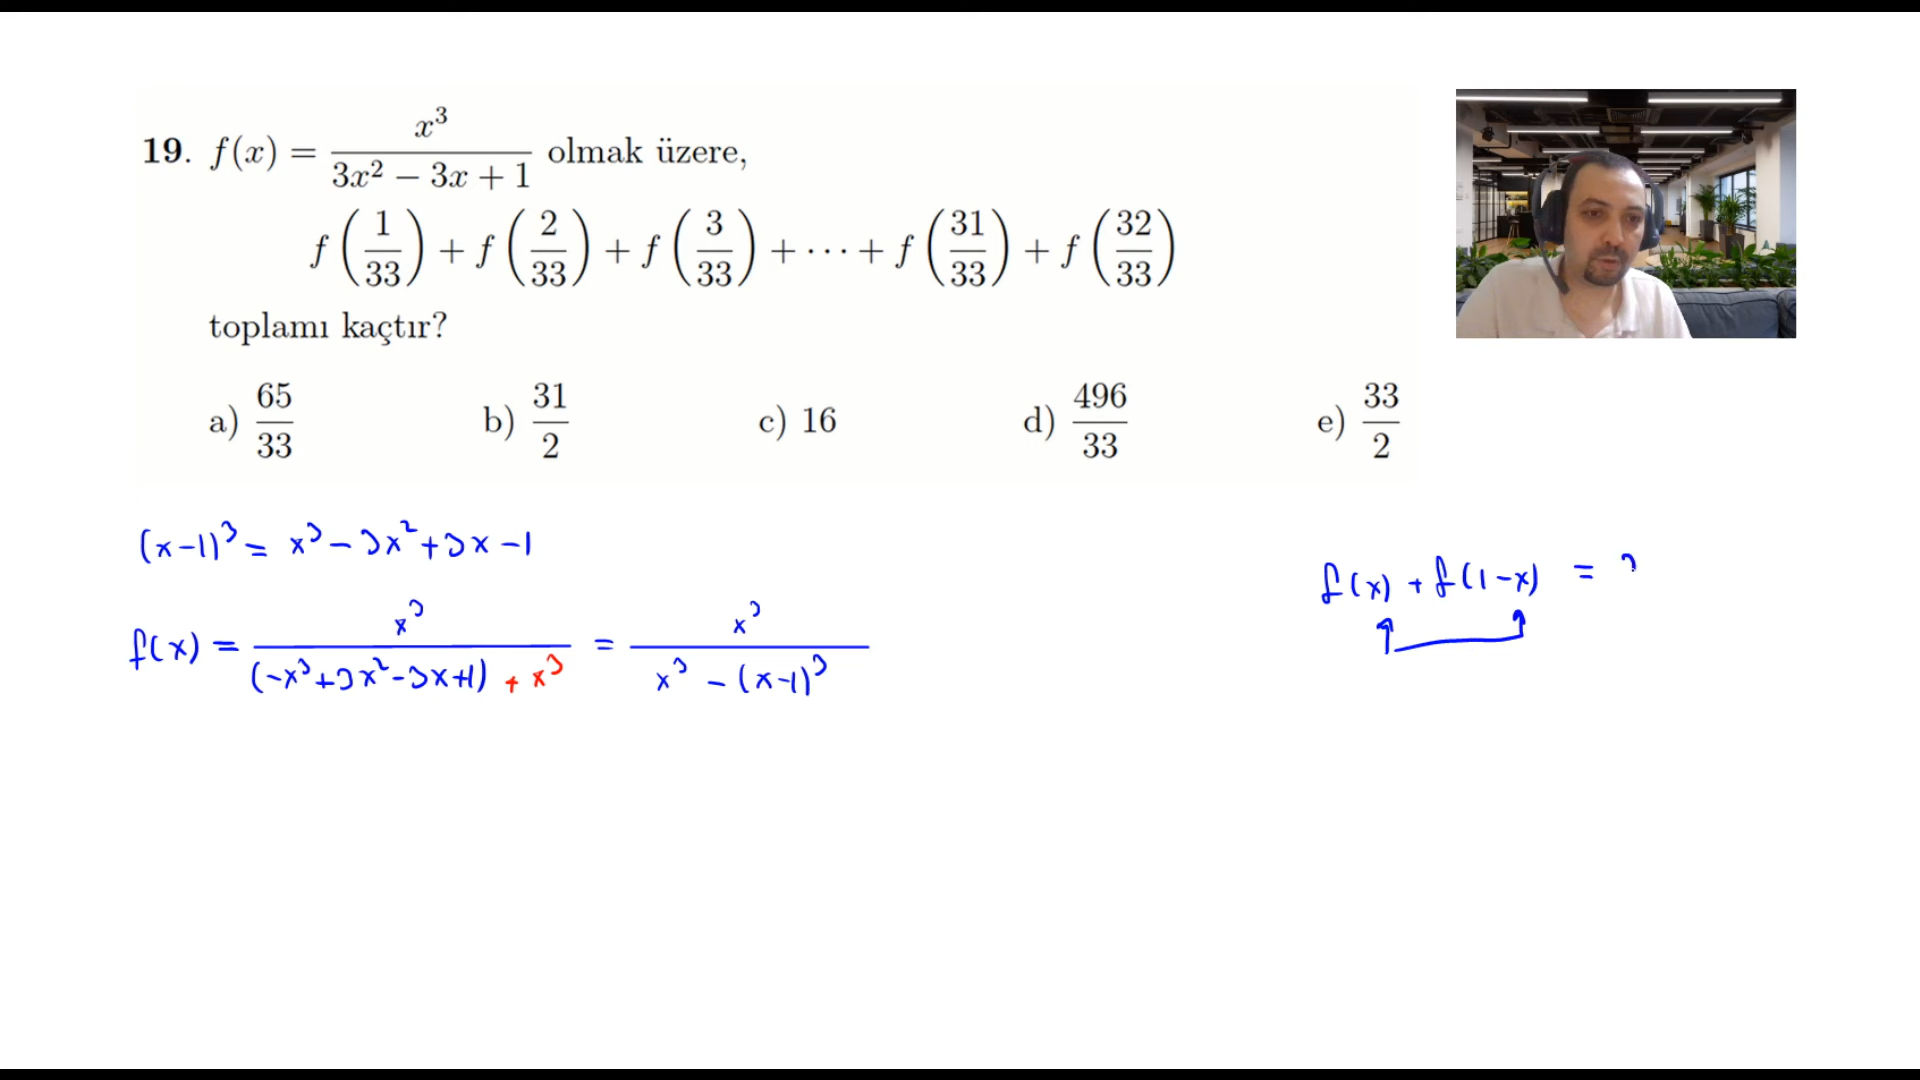 19. f(x) = x³ / (3x² − 3x + 1) olmak üzere,
f(1/33) + f(2/33) + f(3/33) + ··· + f(31/33) + f(32/33)
toplamı kaçtır?
a) 65/33 b) 31/2 c) 16 d) 496/33 e) 33/2
(x−1)³ = x³ − 3x² + 3x − 1
f(x) + f(1−x) = ?
f(x) = x³ / ((−x³+3x²−3x+1) + x³) = x³ / (x³ − (x−1)³)